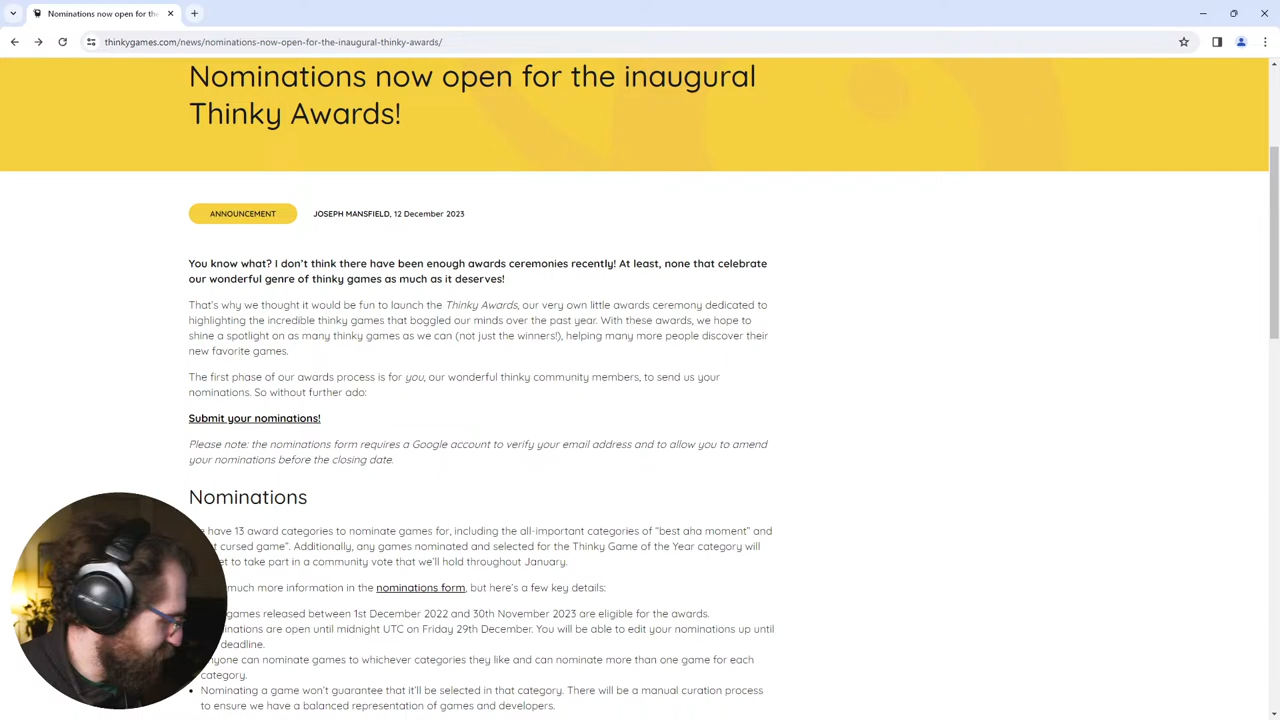 Nominations now open for the
thinkygames.com/news/nominations-now-open-for-the-inaugural-thinky-awards/
Nominations now open for the inaugural
Thinky Awards!
ANNOUNCEMENT
JOSEPH MANSFIELD, 12 December 2023
You know what? I don't think there have been enough awards ceremonies recently! At least, none that celebrate
our wonderful genre of thinky games as much as it deserves!
That's why we thought it would be fun to launch the Thinky Awards, our very own little awards ceremony dedicated to
highlighting the incredible thinky games that boggled our minds over the past year. With these awards, we hope to
shine a spotlight on as many thinky games as we can (not just the winners!), helping many more people discover their
new favorite games.
The first phase of our awards process is for you, our wonderful thinky community members, to send us your
nominations. So without further ado:
Submit your nominations!
Please note: the nominations form requires a Google account to verify your email address and to allow you to amend
your nominations before the closing date.
Nominations
have 13 award categories to nominate games for, including the all-important categories of "best aha moment" and
cursed game". Additionally, any games nominated and selected for the Thinky Game of the Year category will
to take part in a community vote that we'll hold throughout January.
much more information in the nominations form, but here's a few key details:
games released between 1st December 2022 and 30th November 2023 are eligible for the awards.
are open until midnight UTC on Friday 29th December. You will be able to edit your nominations up until
deadline.
can nominate games to whichever categories they like and can nominate more than one game for each
category.
Nominating a game won't guarantee that it'll be selected in that category. There will be a manual curation process
to ensure we have a balanced representation of games and developers.